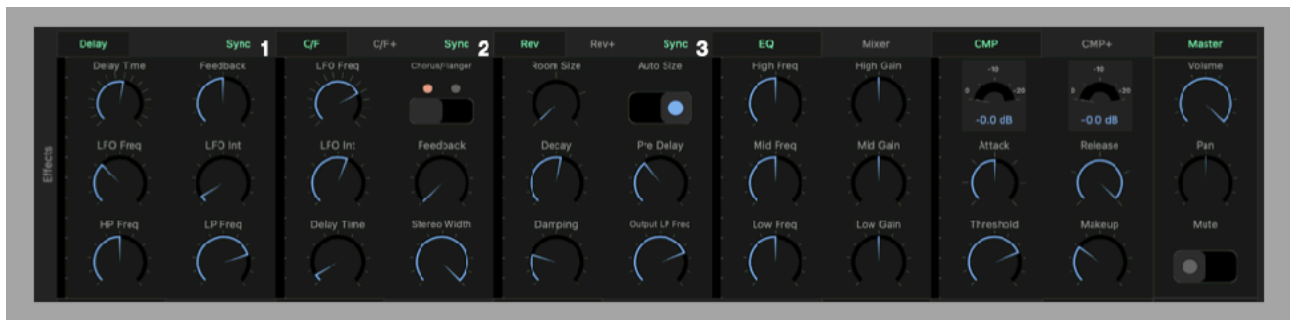 Delay Sync 1 C/F C/F+ Sync 2 Rev Rev+ Sync 3 EQ Mixer CMP CMP+ Master
Delay Time Feedback LFO Freq Chorus/Flanger Room Size Auto Size High Freq High Gain -10 -10 Volume
0 -20 0 -20
-0.0 dB -0.0 dB
LFO Freq LFO Int LFO Int Feedback Decay Pre Delay Mid Freq Mid Gain Attack Release Pan
Effects
HP Freq LP Freq Delay Time Stereo Width Damping Output LP Freq Low Freq Low Gain Threshold Makeup Mute